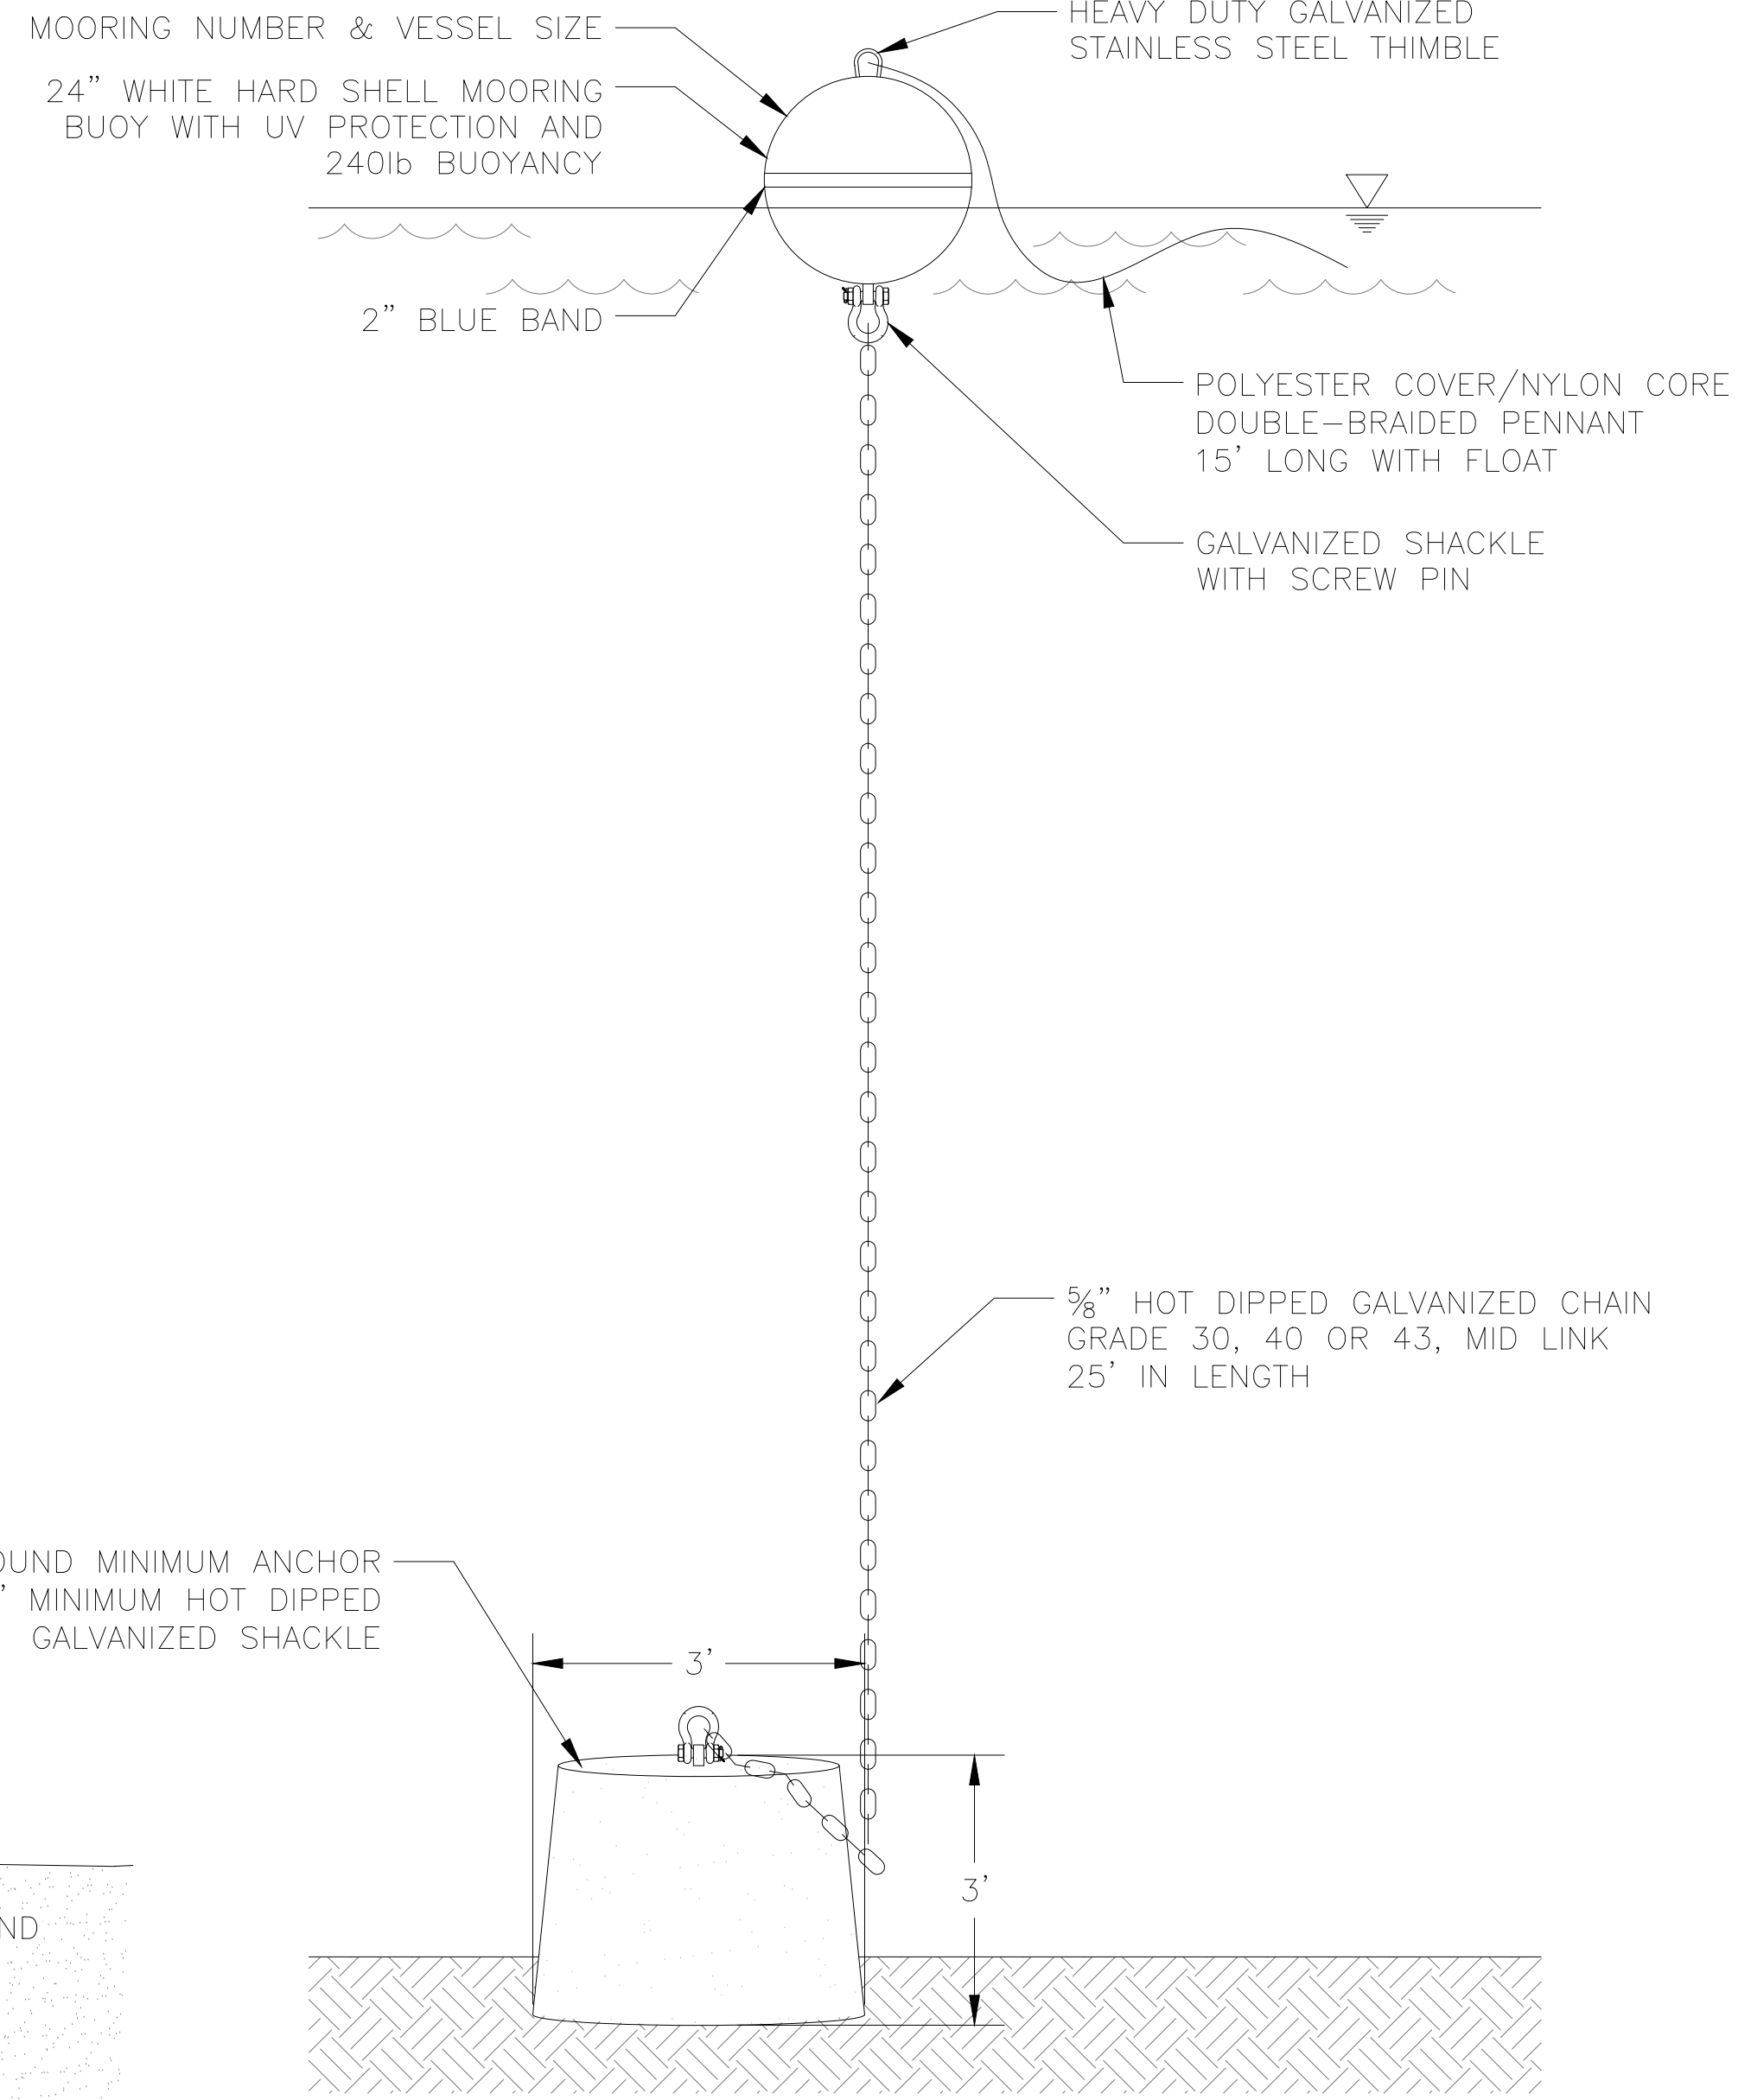 MOORING NUMBER & VESSEL SIZE
24" WHITE HARD SHELL MOORING
BUOY WITH UV PROTECTION AND
240lb BUOYANCY
2" BLUE BAND
HEAVY DUTY GALVANIZED
STAINLESS STEEL THIMBLE
POLYESTER COVER/NYLON CORE
DOUBLE-BRAIDED PENNANT
15' LONG WITH FLOAT
GALVANIZED SHACKLE
WITH SCREW PIN
⅝" HOT DIPPED GALVANIZED CHAIN
GRADE 30, 40 OR 43, MID LINK
25' IN LENGTH
MINIMUM ANCHOR
MINIMUM HOT DIPPED
GALVANIZED SHACKLE
3'
3'